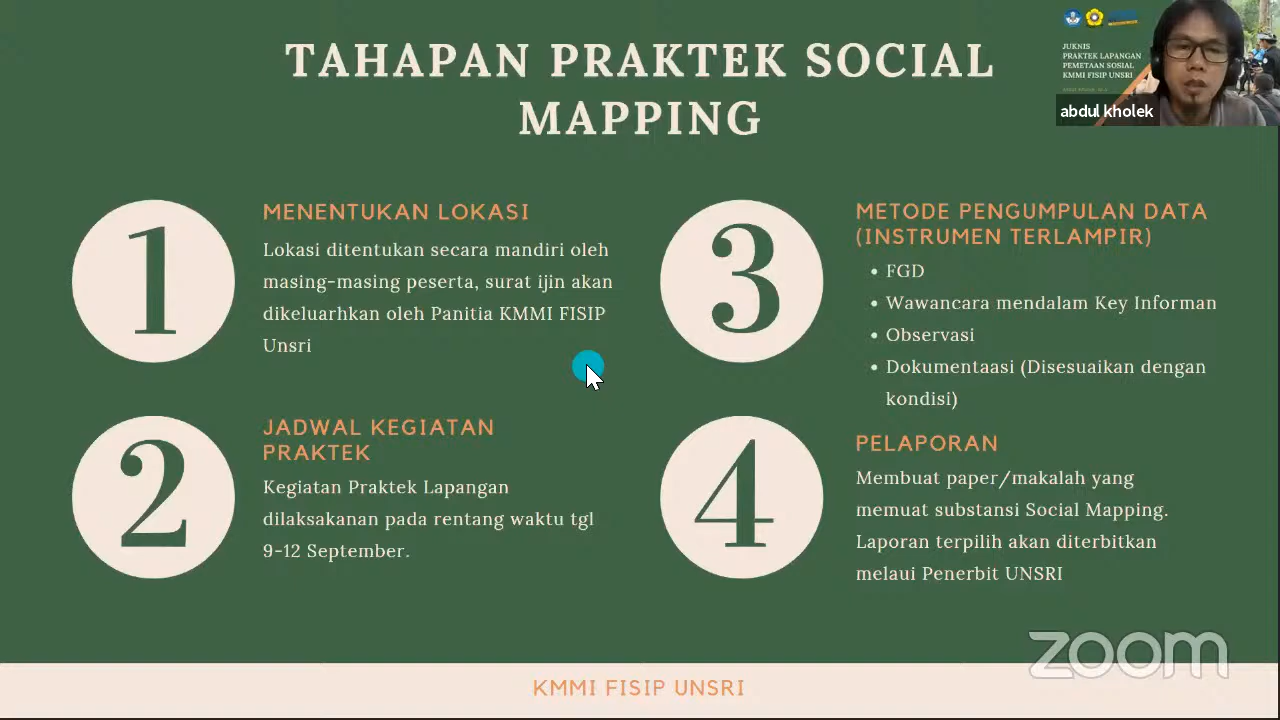 TAHAPAN PRAKTEK SOCIAL
MAPPING
JUKNIS
PRAKTEK LAPANGAN
PEMETAAN SOSIAL
KMMI FISIP UNSRI
abdul kholek
1
MENENTUKAN LOKASI
Lokasi ditentukan secara mandiri oleh
masing-masing peserta, surat ijin akan
dikeluarhkan oleh Panitia KMMI FISIP
Unsri
2
JADWAL KEGIATAN
PRAKTEK
Kegiatan Praktek Lapangan
dilaksakanan pada rentang waktu tgl
9-12 September.
3
METODE PENGUMPULAN DATA
(INSTRUMEN TERLAMPIR)
• FGD
• Wawancara mendalam Key Informan
• Observasi
• Dokumentaasi (Disesuaikan dengan
kondisi)
4
PELAPORAN
Membuat paper/makalah yang
memuat substansi Social Mapping.
Laporan terpilih akan diterbitkan
melaui Penerbit UNSRI
zoom
KMMI FISIP UNSRI